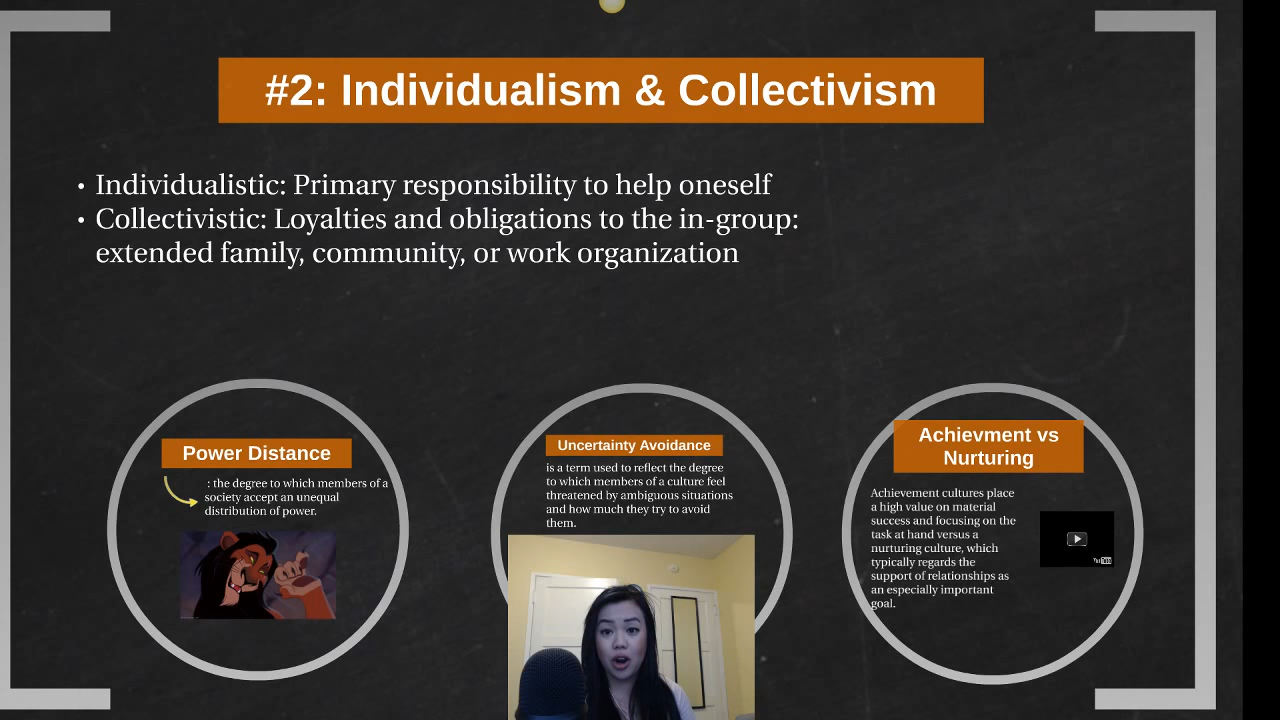 #2: Individualism & Collectivism
• Individualistic: Primary responsibility to help oneself
• Collectivistic: Loyalties and obligations to the in-group:
extended family, community, or work organization
Power Distance
: the degree to which members of a
society accept an unequal
distribution of power.
Uncertainty Avoidance
is a term used to reflect the degree
to which members of a culture feel
threatened by ambiguous situations
and how much they try to avoid
them.
Achievment vs
Nurturing
Achievement cultures place
a high value on material
success and focusing on the
task at hand versus a
nurturing culture, which
typically regards the
support of relationships as
an especially important
goal.
YouTube